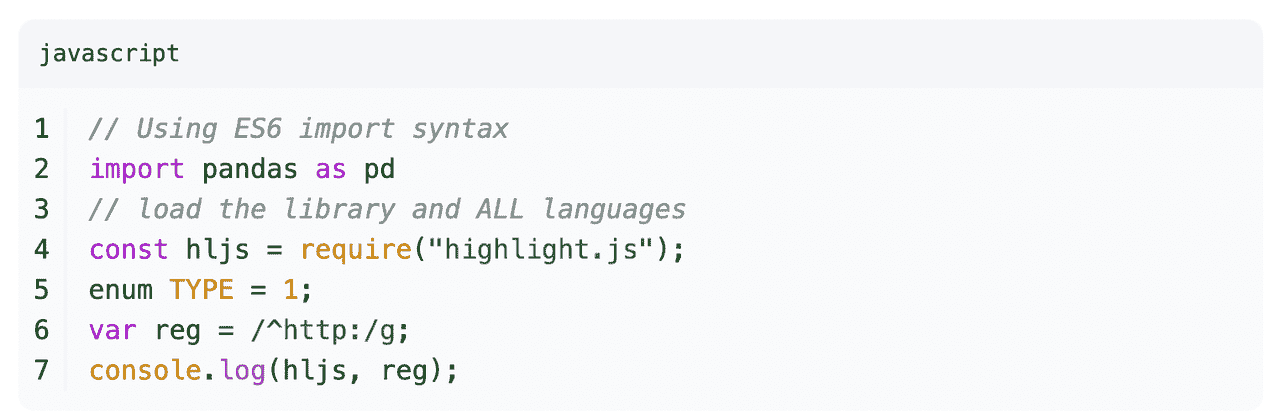 javascript
1 // Using ES6 import syntax
2 import pandas as pd
3 // load the library and ALL languages
4 const hljs = require("highlight.js");
5 enum TYPE = 1;
6 var reg = /^http:/g;
7 console.log(hljs, reg);